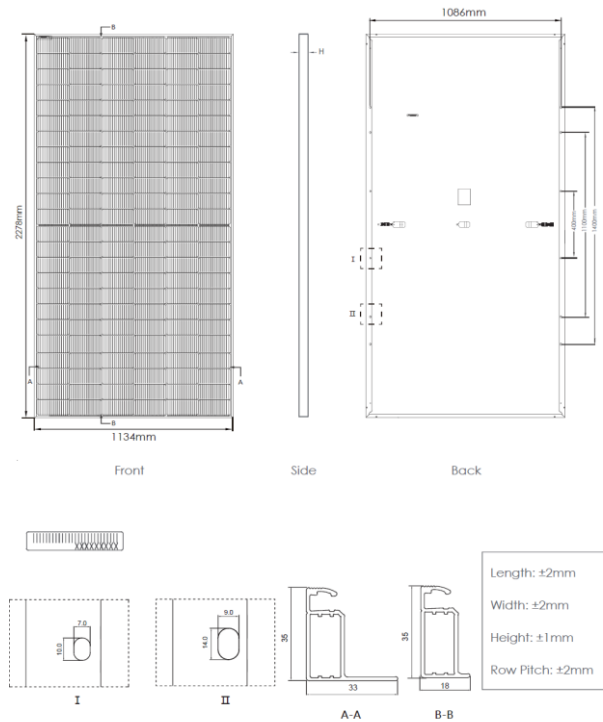 1086mm
B
H
2278mm
400mm
1100mm
1400mm
I
II
A
A
B
1134mm
Front
Side
Back
7.0
10.0
I
9.0
14.0
II
35
33
A-A
35
18
B-B
Length: ±2mm
Width: ±2mm
Height: ±1mm
Row Pitch: ±2mm